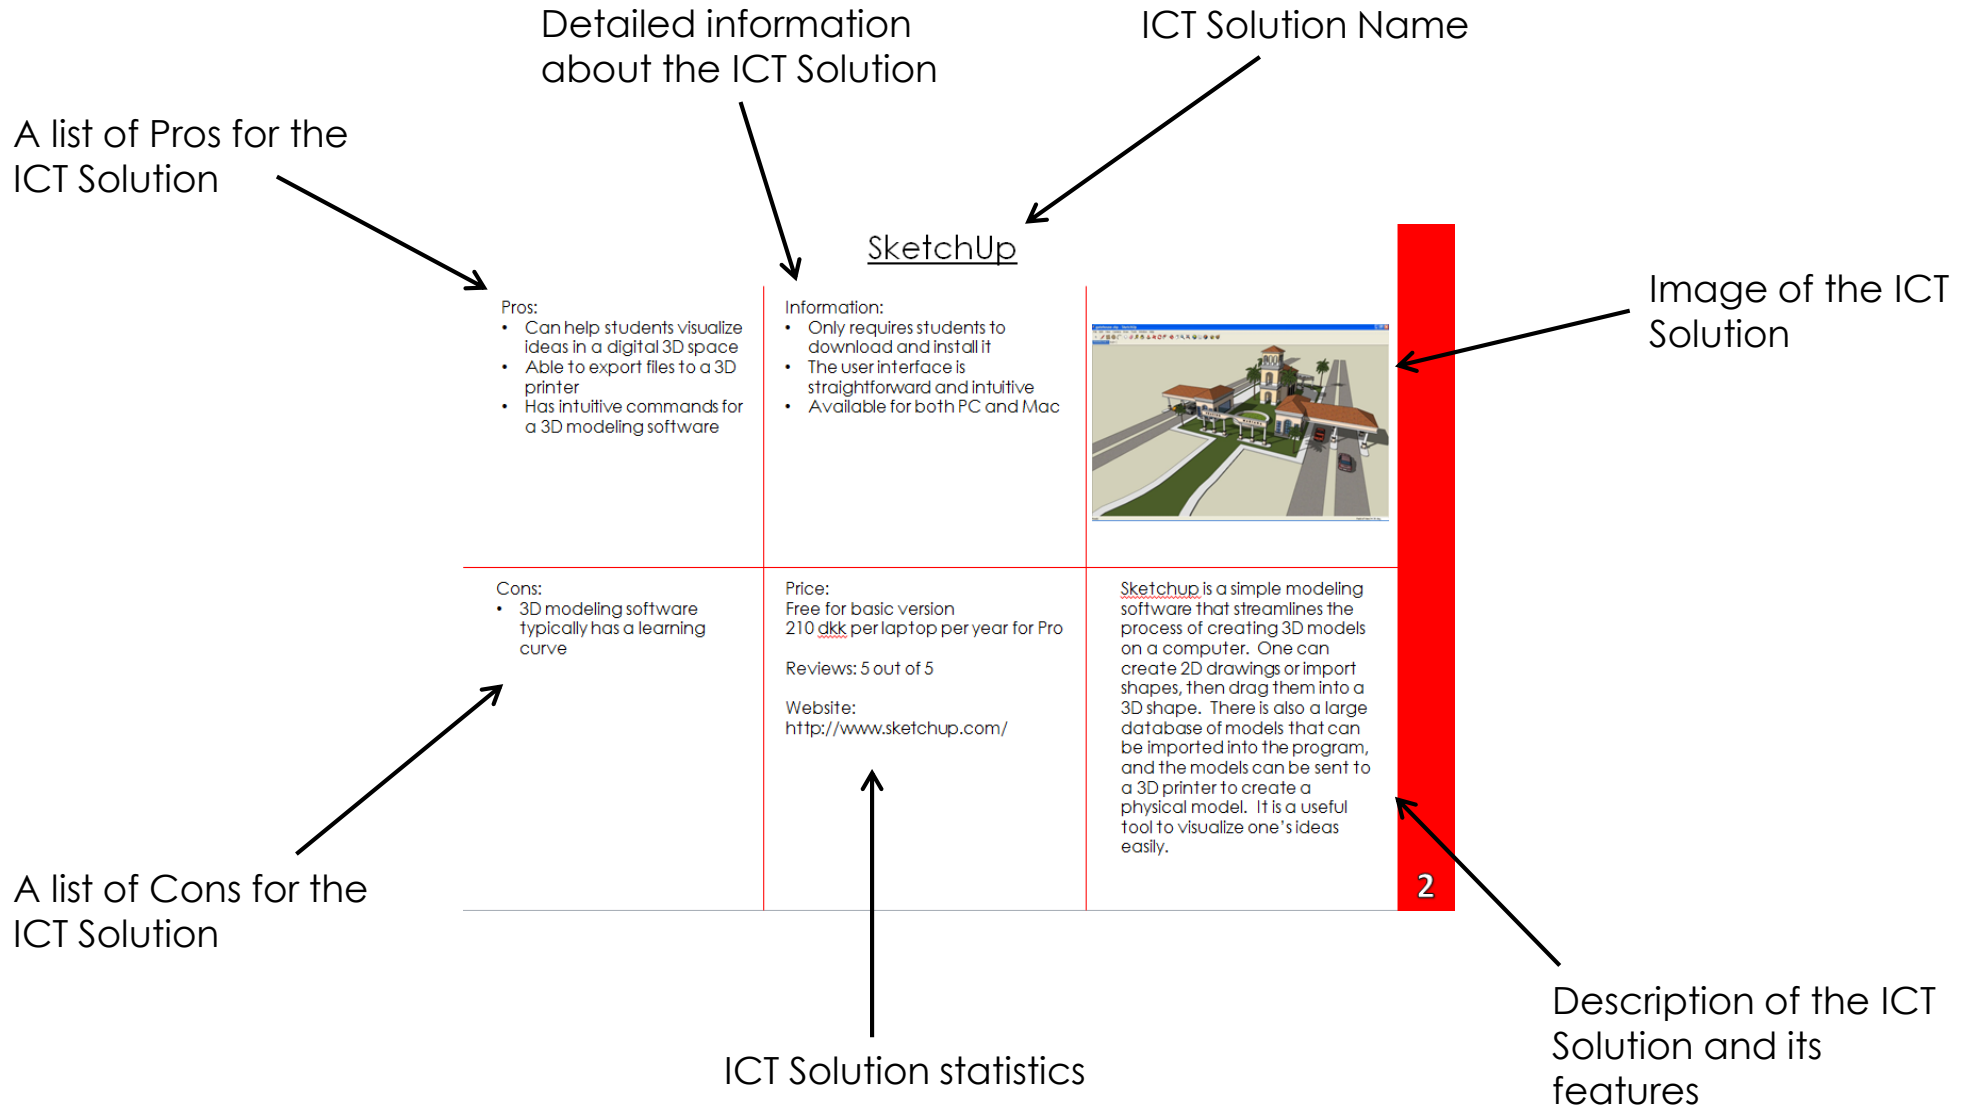 Detailed information
about the ICT Solution
ICT Solution Name
A list of Pros for the
ICT Solution
SketchUp
Image of the ICT
Solution
Pros:
• Can help students visualize
ideas in a digital 3D space
• Able to export files to a 3D
printer
• Has intuitive commands for
a 3D modeling software
Information:
• Only requires students to
download and install it
• The user interface is
straightforward and intuitive
• Available for both PC and Mac
Cons:
• 3D modeling software
typically has a learning
curve
Price:
Free for basic version
210 dkk per laptop per year for Pro
Reviews: 5 out of 5
Website:
http://www.sketchup.com/
Sketchup is a simple modeling
software that streamlines the
process of creating 3D models
on a computer.  One can
create 2D drawings or import
shapes, then drag them into a
3D shape.  There is also a large
database of models that can
be imported into the program,
and the models can be sent to
a 3D printer to create a
physical model.  It is a useful
tool to visualize one's ideas
easily.
2
A list of Cons for the
ICT Solution
ICT Solution statistics
Description of the ICT
Solution and its
features